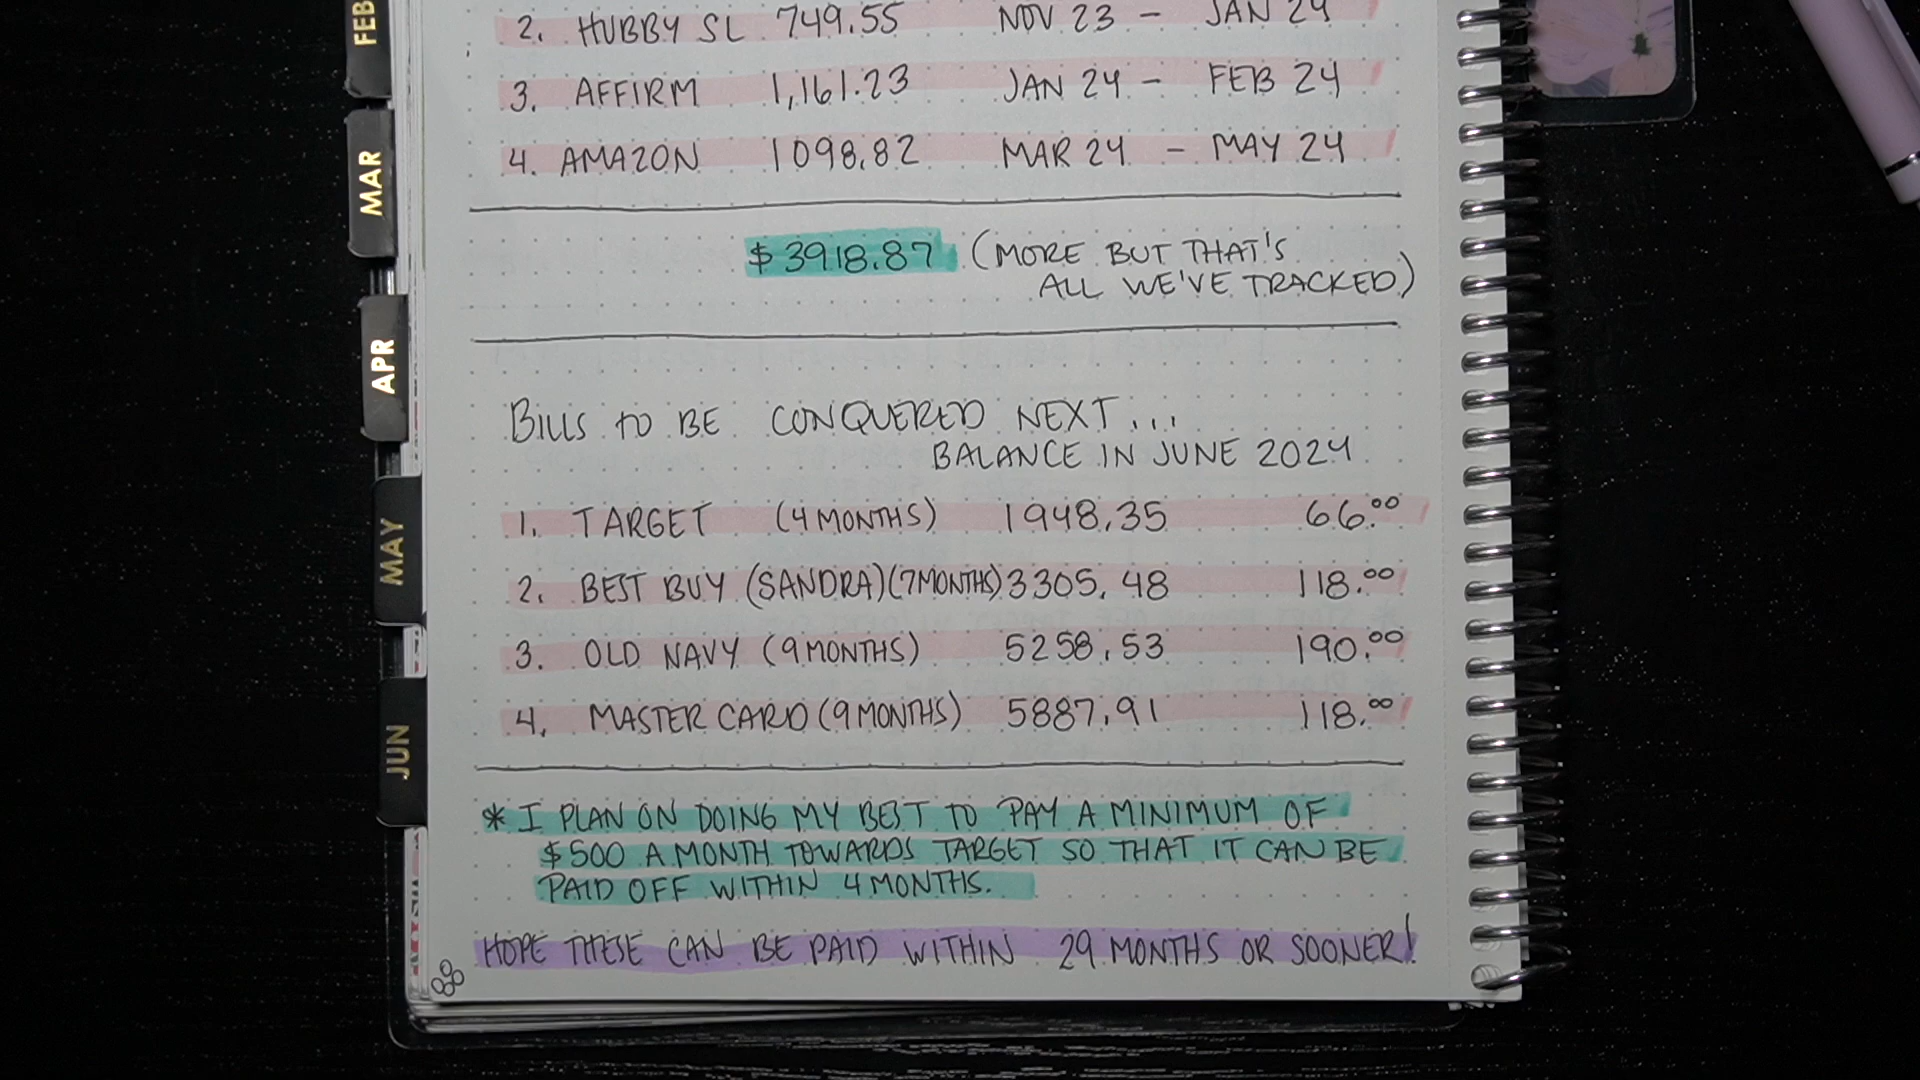 FEB
MAR
APR
MAY
JUN
2. HUBBY SL 749.55 NOV 23 - JAN 24
3. AFFIRM 1,161.23 JAN 24 - FEB 24
4. AMAZON 1098.82 MAR 24 - MAY 24
$3918.87 (MORE BUT THAT'S
ALL WE'VE TRACKED)
BILLS TO BE CONQUERED NEXT...
BALANCE IN JUNE 2024
1. TARGET (4 MONTHS) 1948.35 66.00
2. BEST BUY (SANDRA) (7 MONTHS) 3305.48 118.00
3. OLD NAVY (9 MONTHS) 5258.53 190.00
4. MASTER CARD (9 MONTHS) 5887.91 118.00
* I PLAN ON DOING MY BEST TO PAY A MINIMUM OF
$500 A MONTH TOWARDS TARGET SO THAT IT CAN BE
PAID OFF WITHIN 4 MONTHS.
HOPE THESE CAN BE PAID WITHIN 29 MONTHS OR SOONER!